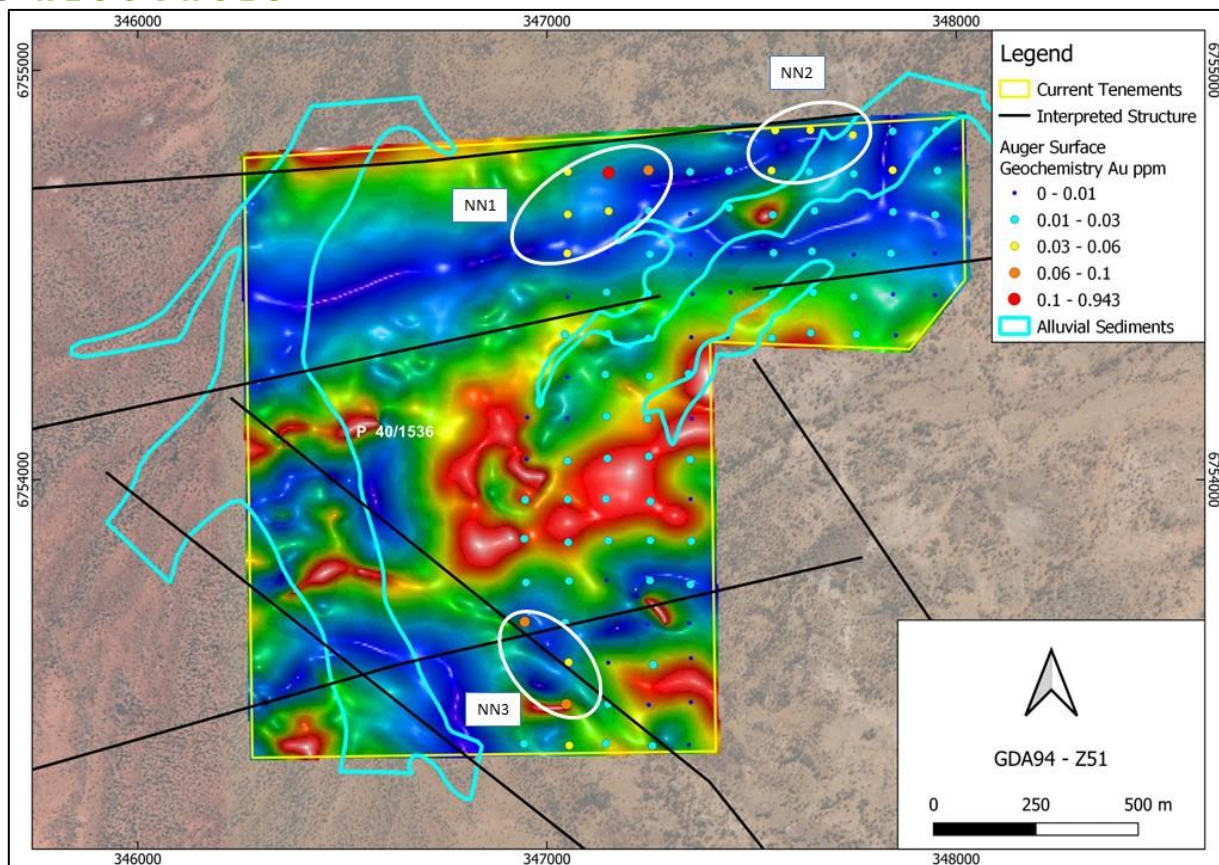 346000 347000 348000
6755000 6755000
NN2
NN1
P 40/1536
6754000 6754000
NN3
Legend
Current Tenements
Interpreted Structure
Auger Surface
Geochemistry Au ppm
0 - 0.01
0.01 - 0.03
0.03 - 0.06
0.06 - 0.1
0.1 - 0.943
Alluvial Sediments
GDA94 - Z51
0 250 500 m
346000 347000 348000